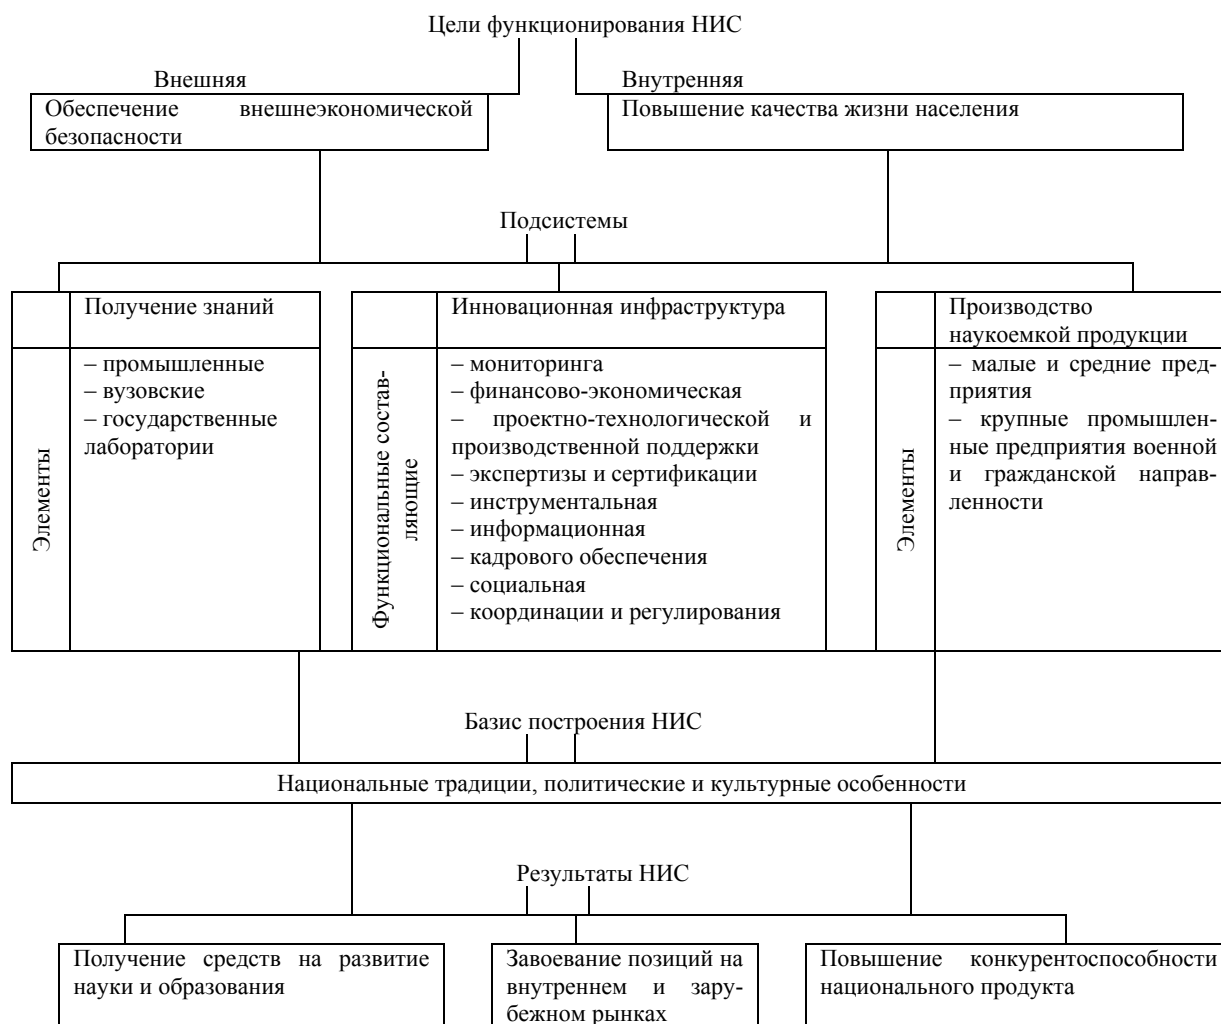 Цели функционирования НИС
Внешняя
Внутренняя
Обеспечение внешнеэкономической
безопасности
Повышение качества жизни населения
Подсистемы
Получение знаний
Элементы
– промышленные
– вузовские
– государственные
лаборатории
Инновационная инфраструктура
Функциональные состав-
ляющие
– мониторинга
– финансово-экономическая
– проектно-технологической и
производственной поддержки
– экспертизы и сертификации
– инструментальная
– информационная
– кадрового обеспечения
– социальная
– координации и регулирования
Производство
наукоемкой продукции
Элементы
– малые и средние пред-
приятия
– крупные промышлен-
ные предприятия военной
и гражданской направ-
ленности
Базис построения НИС
Национальные традиции, политические и культурные особенности
Результаты НИС
Получение средств на развитие
науки и образования
Завоевание позиций на
внутреннем и зару-
бежном рынках
Повышение конкурентоспособности
национального продукта